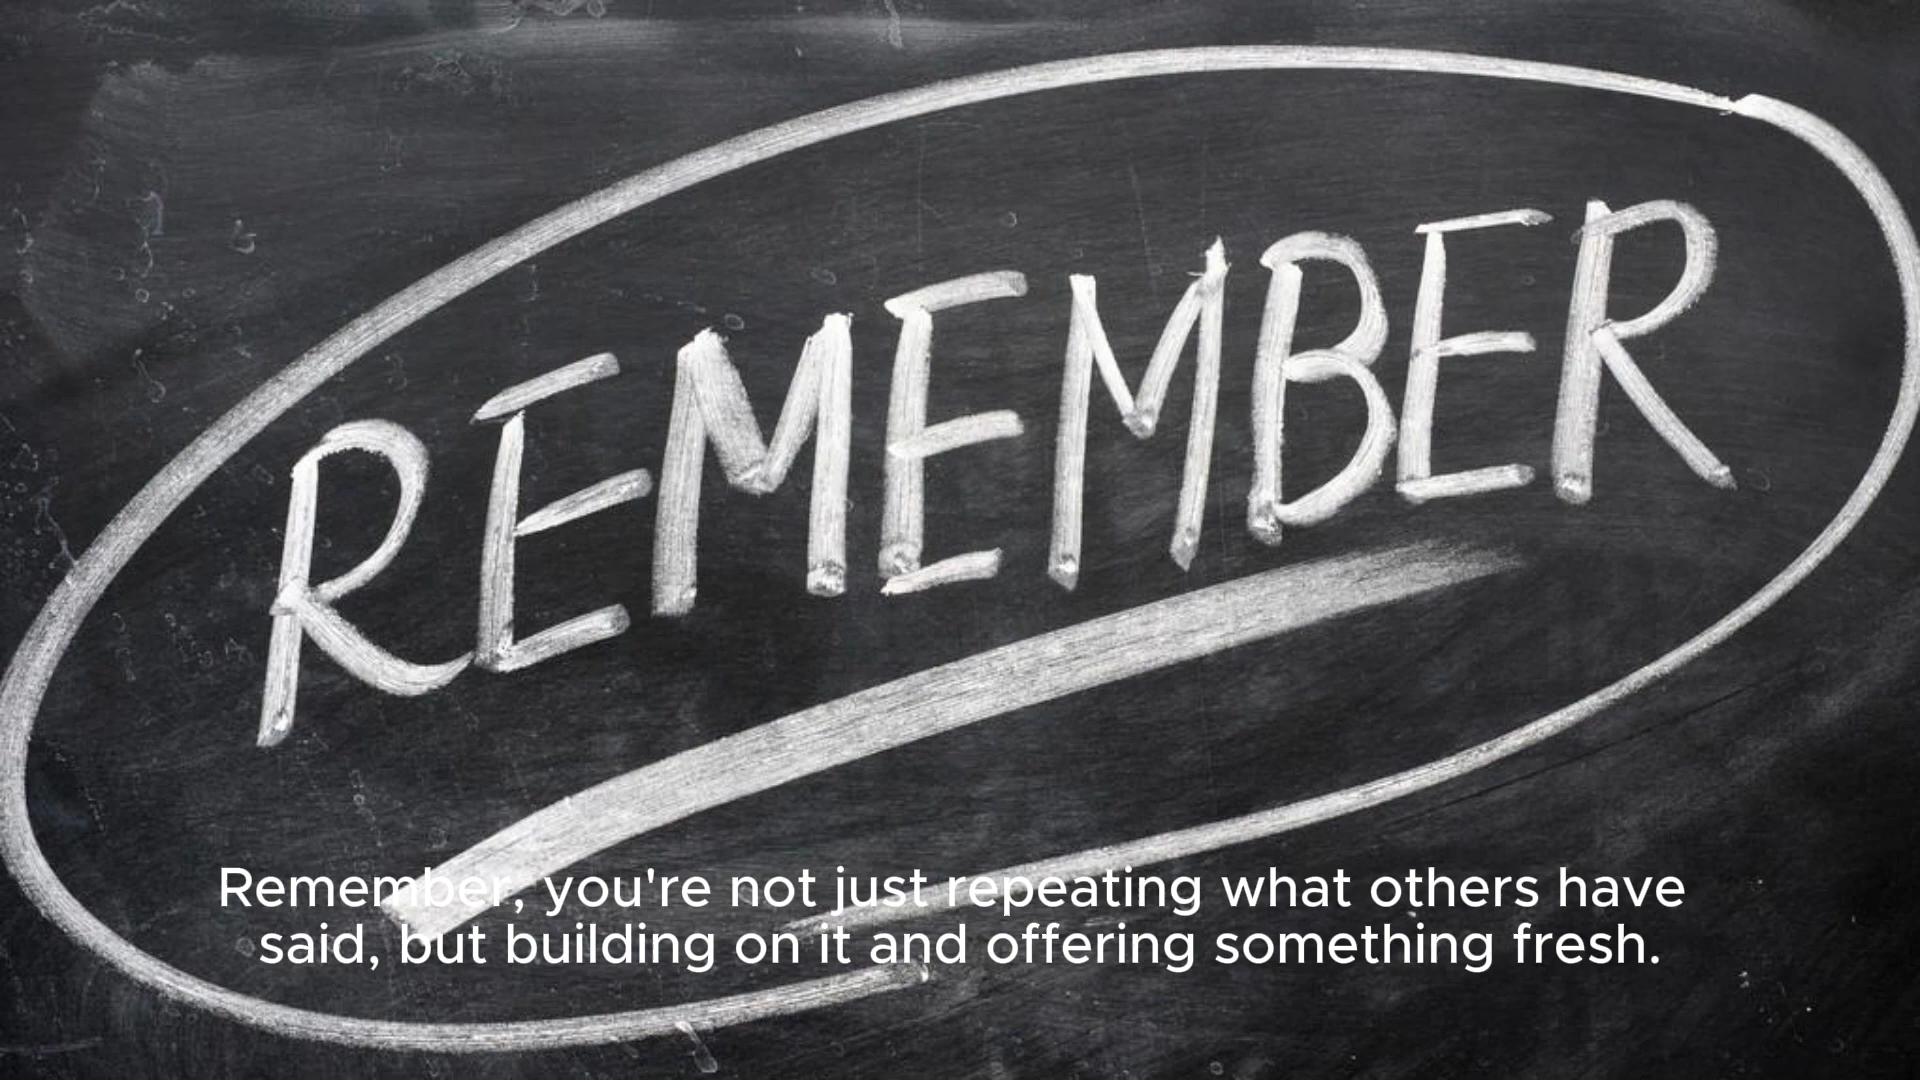 REMEMBER
Remember, you're not just repeating what others have
said, but building on it and offering something fresh.